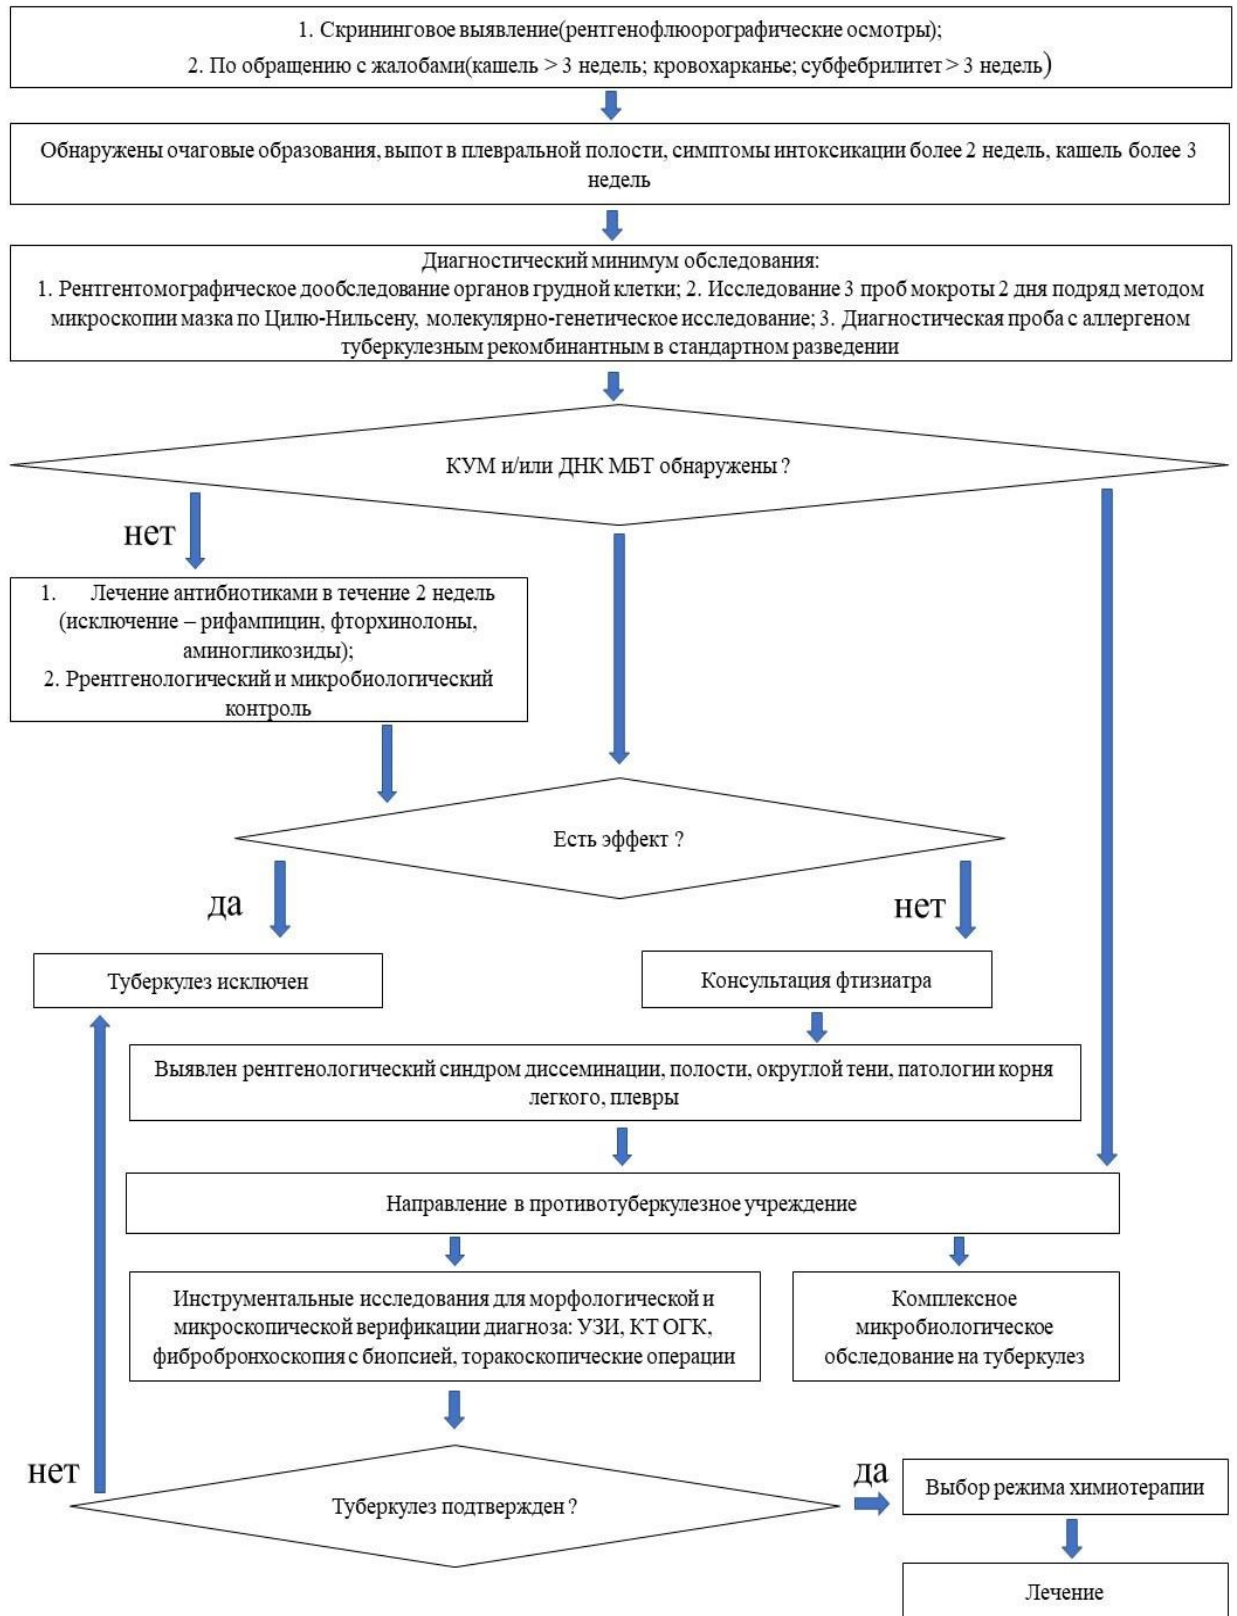 1. Скрининговое выявление(рентгенофлюорографические осмотры);
2. По обращению с жалобами(кашель > 3 недель; кровохарканье; субфебрилитет > 3 недель)
Обнаружены очаговые образования, выпот в плевральной полости, симптомы интоксикации более 2 недель, кашель более 3
недель
Диагностический минимум обследования:
1. Рентгентомографическое дообследование органов грудной клетки; 2. Исследование 3 проб мокроты 2 дня подряд методом
микроскопии мазка по Цилю-Нильсену, молекулярно-генетическое исследование; 3. Диагностическая проба с аллергеном
туберкулезным рекомбинантным в стандартном разведении
КУМ и/или ДНК МБТ обнаружены ?
нет
1. Лечение антибиотиками в течение 2 недель
(исключение – рифампицин, фторхинолоны,
аминогликозиды);
2. Ррентгенологический и микробиологический
контроль
Есть эффект ?
да
нет
Туберкулез исключен
Консультация фтизиатра
Выявлен рентгенологический синдром диссеминации, полости, округлой тени, патологии корня
легкого, плевры
Направление в противотуберкулезное учреждение
Инструментальные исследования для морфологической и
микроскопической верификации диагноза: УЗИ, КТ ОГК,
фибробронхоскопия с биопсией, торакоскопические операции
Комплексное
микробиологическое
обследование на туберкулез
нет
Туберкулез подтвержден ?
да
Выбор режима химиотерапии
Лечение